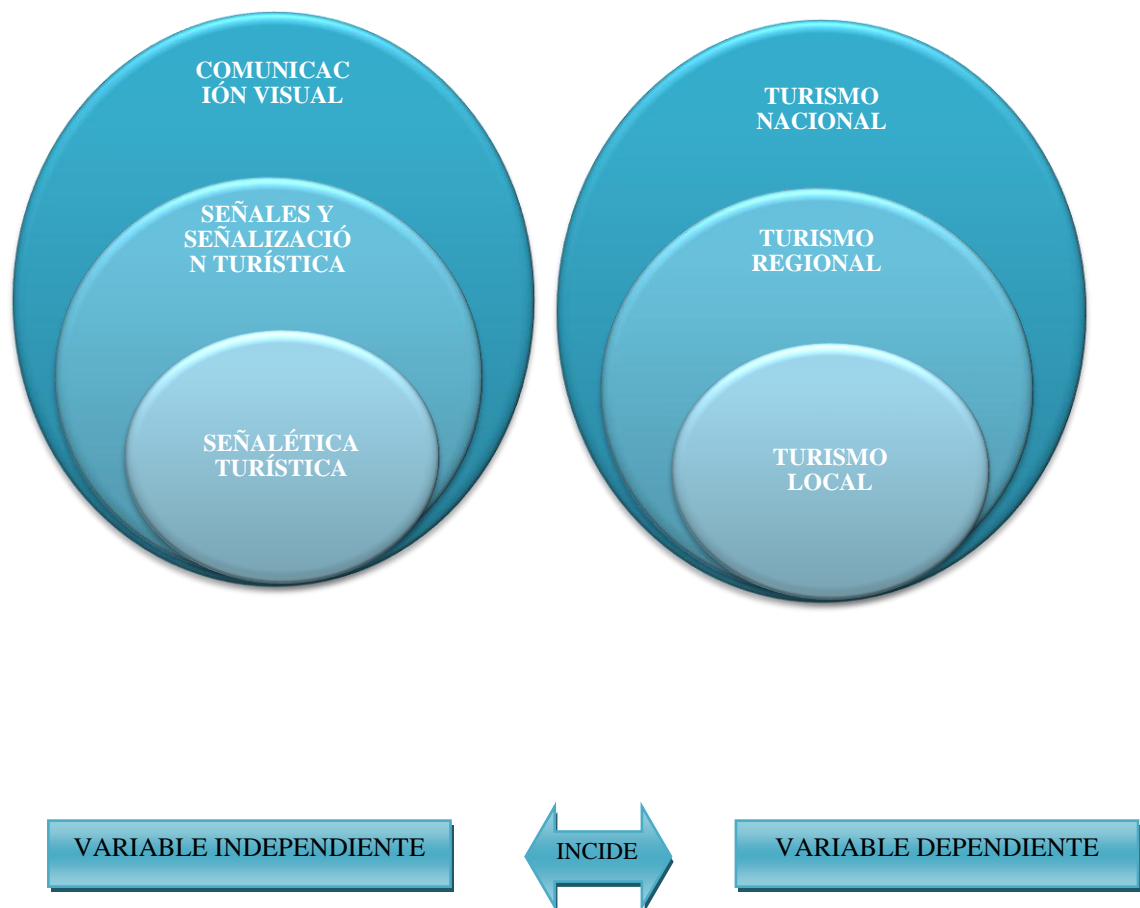 COMUNICAC
IÓN VISUAL
SEÑALES Y
SEÑALIZACIÓ
N TURÍSTICA
SEÑALÉTICA
TURÍSTICA
TURISMO
NACIONAL
TURISMO
REGIONAL
TURISMO
LOCAL
VARIABLE INDEPENDIENTE
INCIDE
VARIABLE DEPENDIENTE